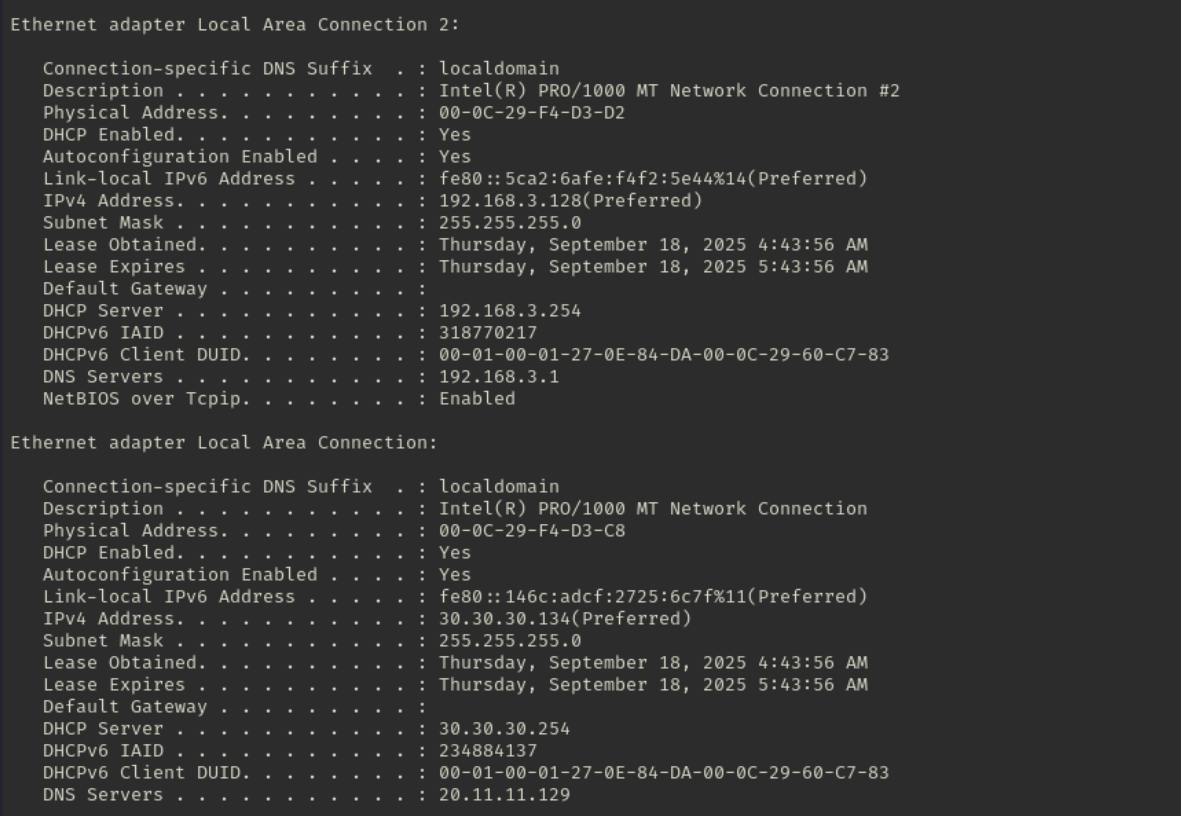 Ethernet adapter Local Area Connection 2:
Connection-specific DNS Suffix  . : localdomain
Description . . . . . . . . . . . : Intel(R) PRO/1000 MT Network Connection #2
Physical Address. . . . . . . . . : 00-0C-29-F4-D3-D2
DHCP Enabled. . . . . . . . . . . : Yes
Autoconfiguration Enabled . . . . : Yes
Link-local IPv6 Address . . . . . : fe80::5ca2:6afe:f4f2:5e44%14(Preferred)
IPv4 Address. . . . . . . . . . . : 192.168.3.128(Preferred)
Subnet Mask . . . . . . . . . . . : 255.255.255.0
Lease Obtained. . . . . . . . . . : Thursday, September 18, 2025 4:43:56 AM
Lease Expires . . . . . . . . . . : Thursday, September 18, 2025 5:43:56 AM
Default Gateway . . . . . . . . . :
DHCP Server . . . . . . . . . . . : 192.168.3.254
DHCPv6 IAID . . . . . . . . . . . : 318770217
DHCPv6 Client DUID. . . . . . . . : 00-01-00-01-27-0E-84-DA-00-0C-29-60-C7-83
DNS Servers . . . . . . . . . . . : 192.168.3.1
NetBIOS over Tcpip. . . . . . . . : Enabled
Ethernet adapter Local Area Connection:
Connection-specific DNS Suffix  . : localdomain
Description . . . . . . . . . . . : Intel(R) PRO/1000 MT Network Connection
Physical Address. . . . . . . . . : 00-0C-29-F4-D3-C8
DHCP Enabled. . . . . . . . . . . : Yes
Autoconfiguration Enabled . . . . : Yes
Link-local IPv6 Address . . . . . : fe80::146c:adcf:2725:6c7f%11(Preferred)
IPv4 Address. . . . . . . . . . . : 30.30.30.134(Preferred)
Subnet Mask . . . . . . . . . . . : 255.255.255.0
Lease Obtained. . . . . . . . . . : Thursday, September 18, 2025 4:43:56 AM
Lease Expires . . . . . . . . . . : Thursday, September 18, 2025 5:43:56 AM
Default Gateway . . . . . . . . . :
DHCP Server . . . . . . . . . . . : 30.30.30.254
DHCPv6 IAID . . . . . . . . . . . : 234884137
DHCPv6 Client DUID. . . . . . . . : 00-01-00-01-27-0E-84-DA-00-0C-29-60-C7-83
DNS Servers . . . . . . . . . . . : 20.11.11.129